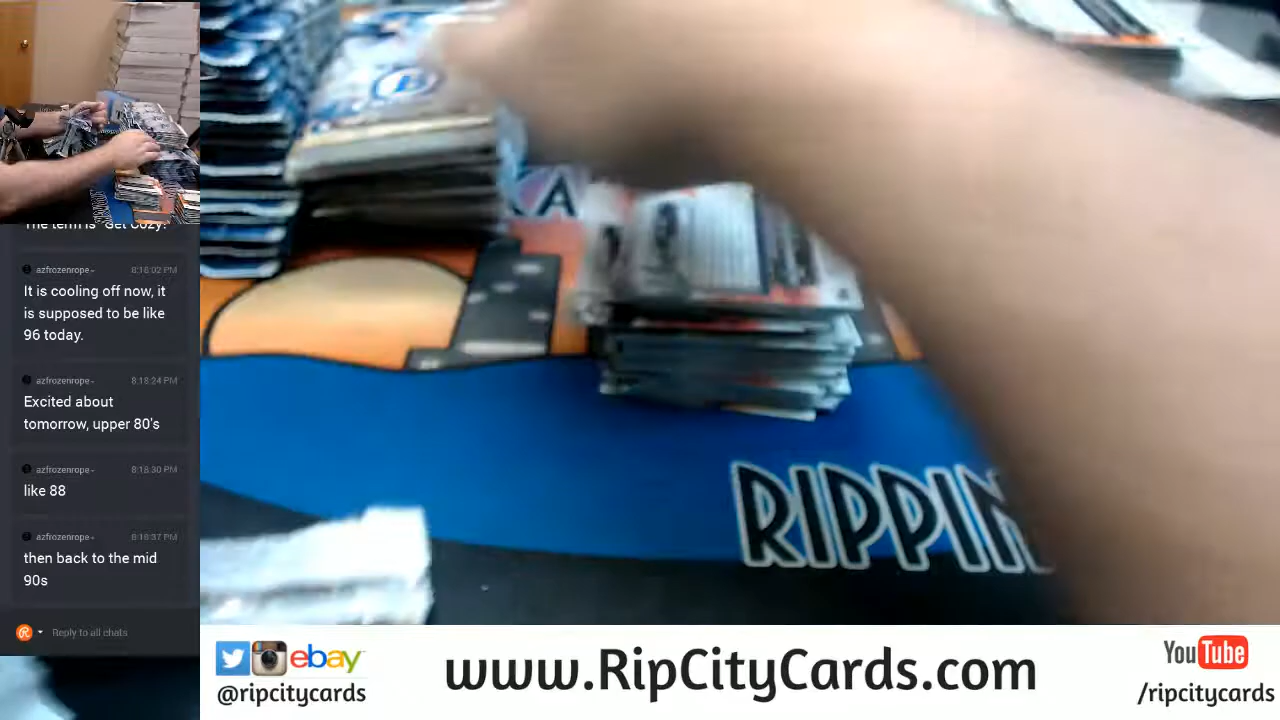 The term is "Get Cozy!"
azfrozenrope- 8:18:02 PM
It is cooling off now, it
is supposed to be like
96 today.
azfrozenrope- 8:18:24 PM
Excited about
tomorrow, upper 80's
azfrozenrope- 8:18:30 PM
like 88
azfrozenrope- 8:18:37 PM
then back to the mid
90s
Reply to all chats
KA
RIPPIN
ebay
@ripcitycards
www.RipCityCards.com
YouTube
/ripcitycards